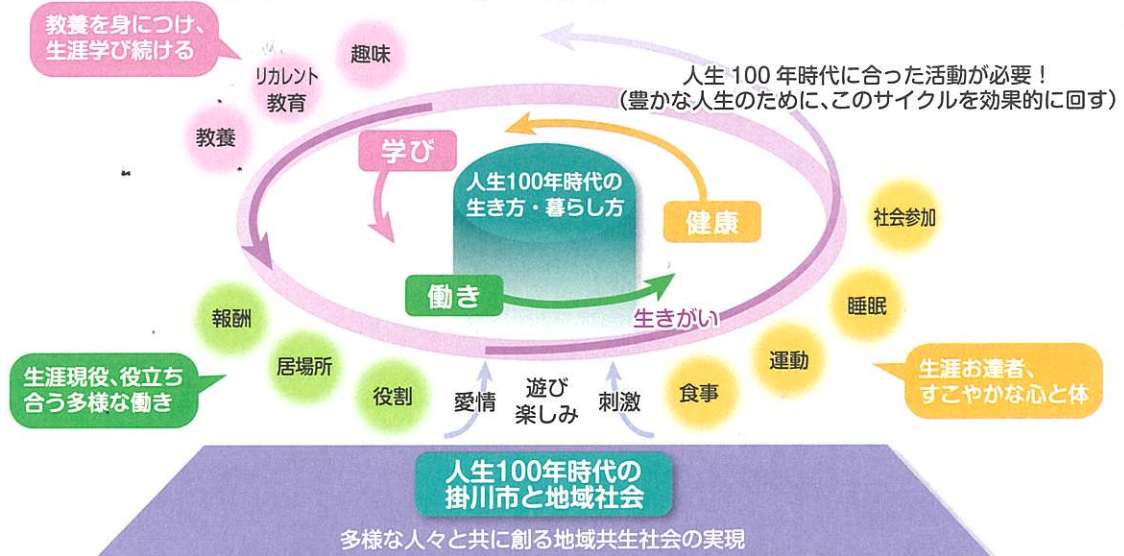 教養を身につけ、
生涯学び続ける
趣味
リカレント
教育
教養
人生100年時代に合った活動が必要!
(豊かな人生のために、このサイクルを効果的に回す)
学び
人生100年時代の
生き方・暮らし方
健康
働き
生きがい
社会参加
睡眠
運動
食事
生涯お達者、
すこやかな心と体
報酬
居場所
役割
生涯現役、役立ち
合う多様な働き
愛情
遊び
楽しみ
刺激
人生100年時代の
掛川市と地域社会
多様な人々と共に創る地域共生社会の実現